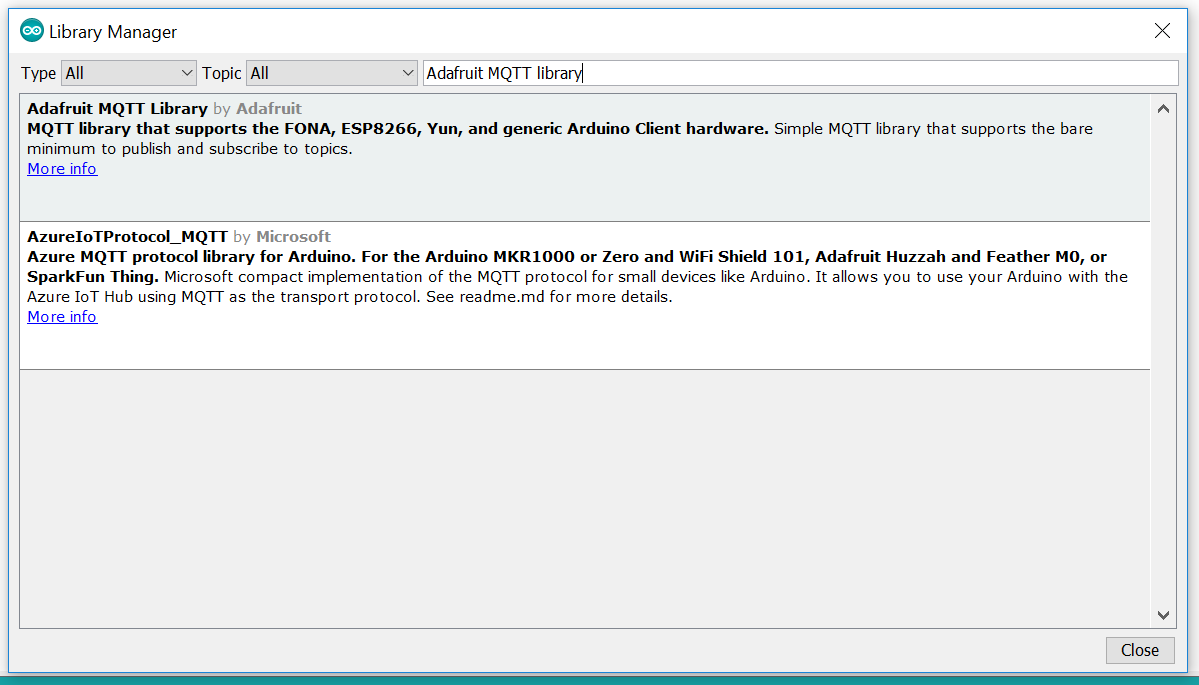 Library Manager
Type All Topic All Adafruit MQTT library
Adafruit MQTT Library by Adafruit
MQTT library that supports the FONA, ESP8266, Yun, and generic Arduino Client hardware. Simple MQTT library that supports the bare
minimum to publish and subscribe to topics.
More info
AzureIoTProtocol_MQTT by Microsoft
Azure MQTT protocol library for Arduino. For the Arduino MKR1000 or Zero and WiFi Shield 101, Adafruit Huzzah and Feather M0, or
SparkFun Thing. Microsoft compact implementation of the MQTT protocol for small devices like Arduino. It allows you to use your Arduino with the
Azure IoT Hub using MQTT as the transport protocol. See readme.md for more details.
More info
Close